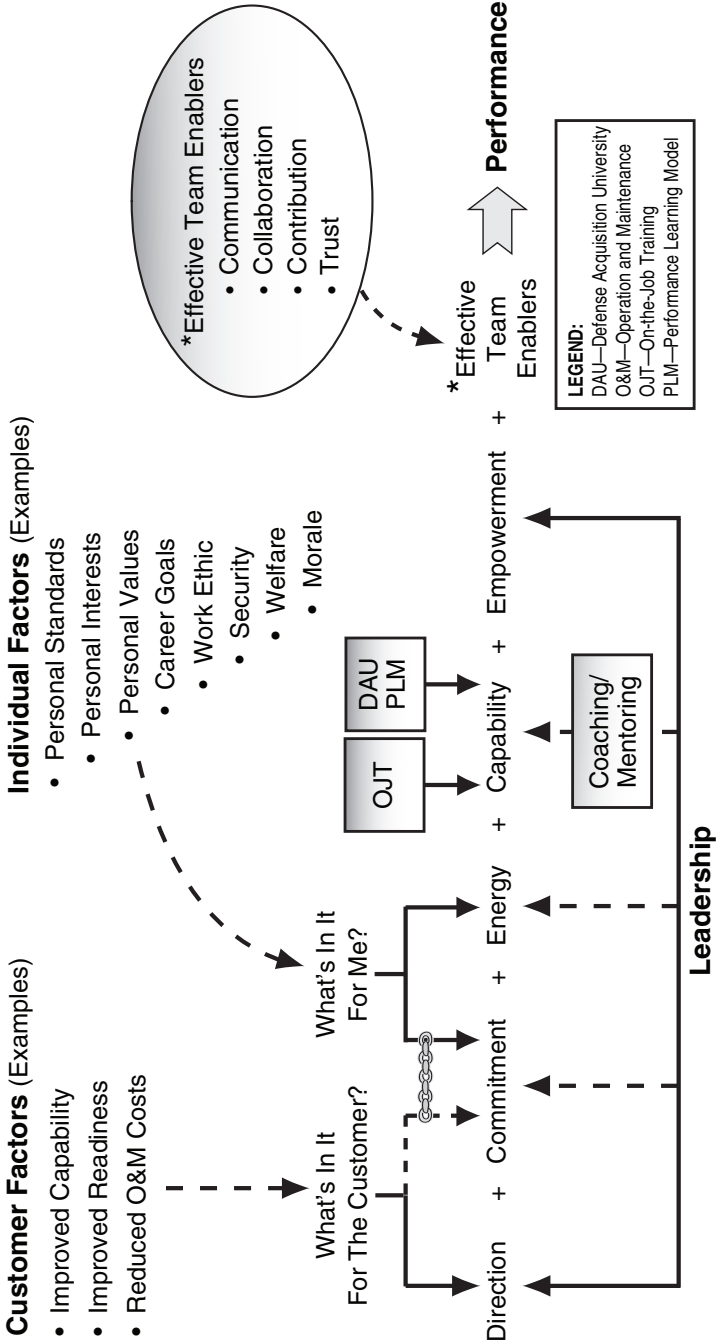 Customer Factors (Examples)
• Improved Capability
• Improved Readiness
• Reduced O&M Costs
Individual Factors (Examples)
• Personal Standards
• Personal Interests
• Personal Values
• Career Goals
• Work Ethic
• Security
• Welfare
• Morale
*Effective Team Enablers
• Communication
• Collaboration
• Contribution
• Trust
What's In It
For The Customer?
What's In It
For Me?
OJT
DAU
PLM
Direction + Commitment + Energy + Capability + Empowerment +
*Effective
Team
Enablers
Performance
Coaching/
Mentoring
Leadership
LEGEND:
DAU—Defense Acquisition University
O&M—Operation and Maintenance
OJT—On-the-Job Training
PLM—Performance Learning Model